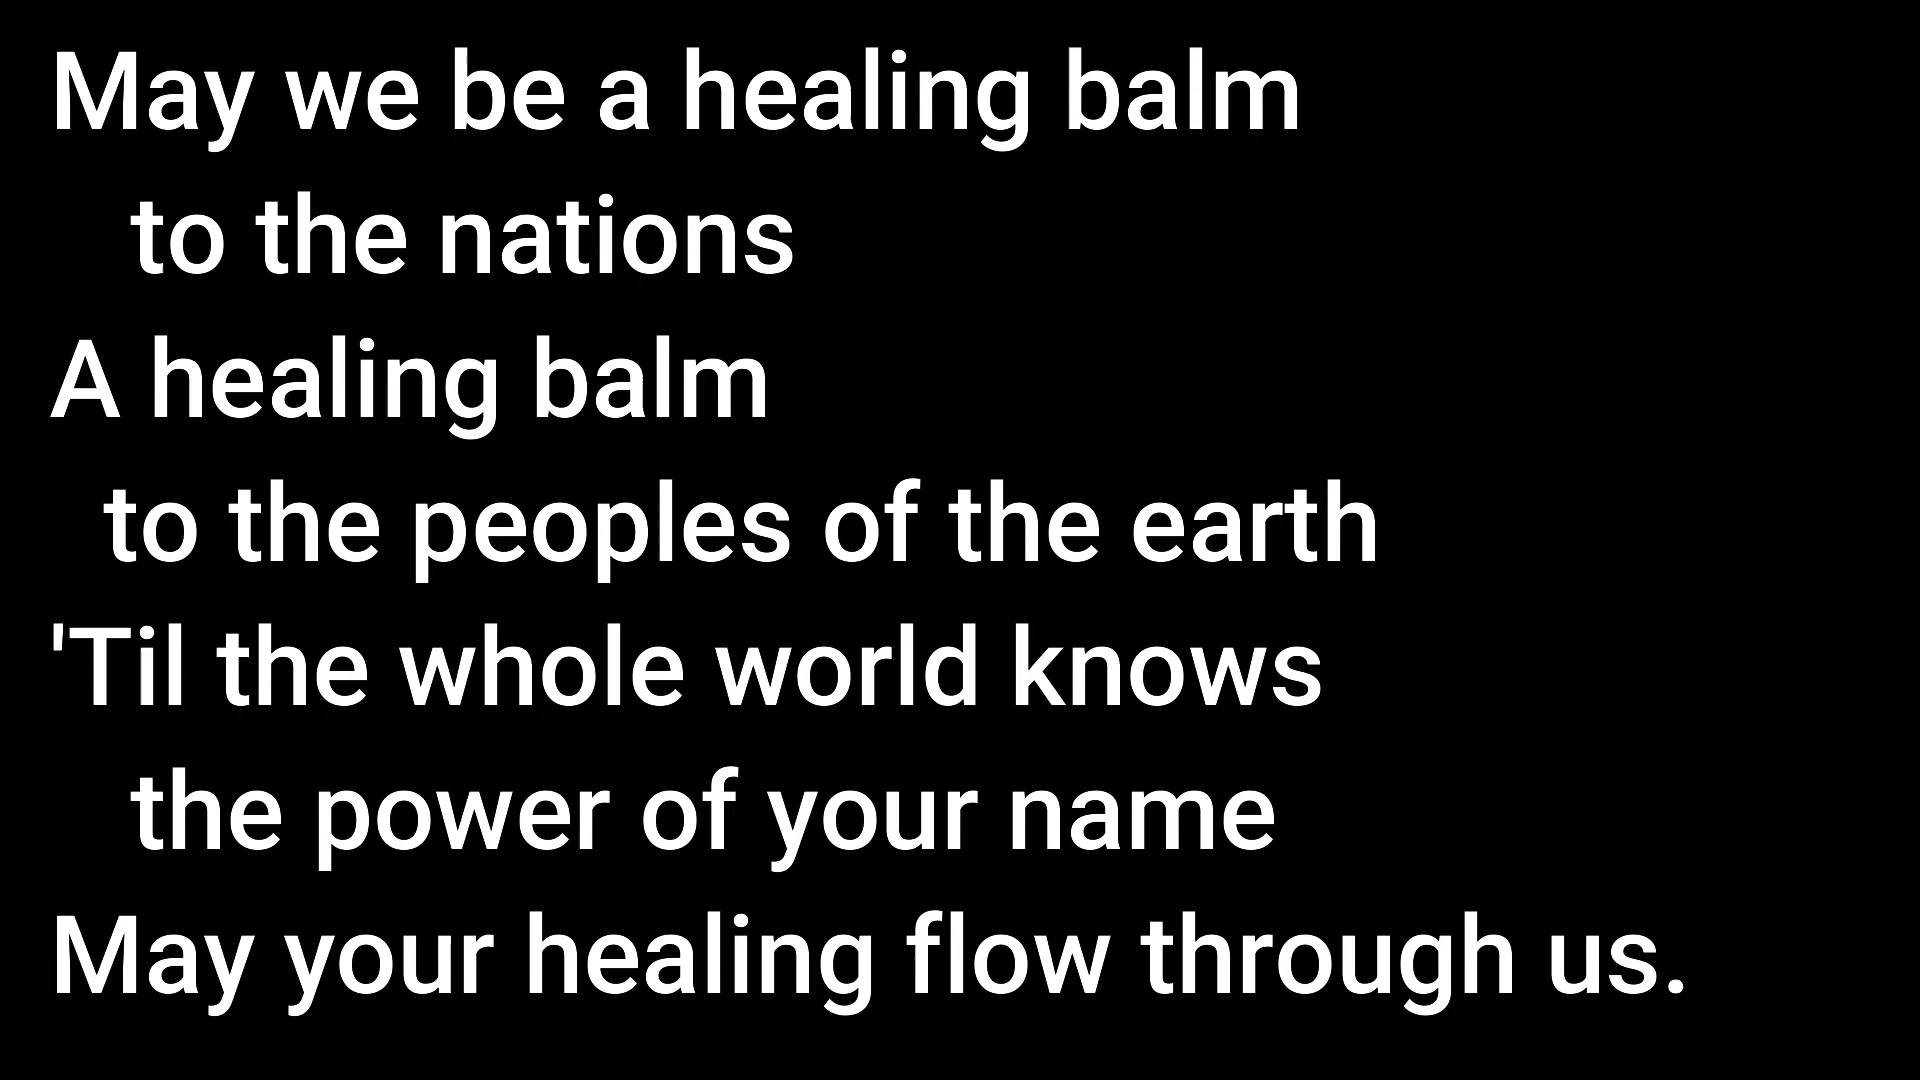 May we be a healing balm
to the nations
A healing balm
to the peoples of the earth
'Til the whole world knows
the power of your name
May your healing flow through us.